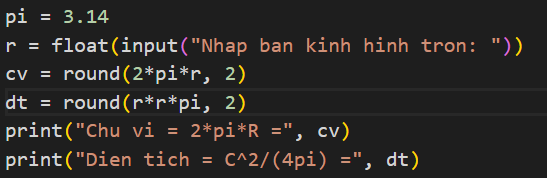 pi = 3.14
r = float(input("Nhap ban kinh hinh tron: "))
cv = round(2*pi*r, 2)
dt = round(r*r*pi, 2)
print("Chu vi = 2*pi*R =", cv)
print("Dien tich = C^2/(4pi) =", dt)